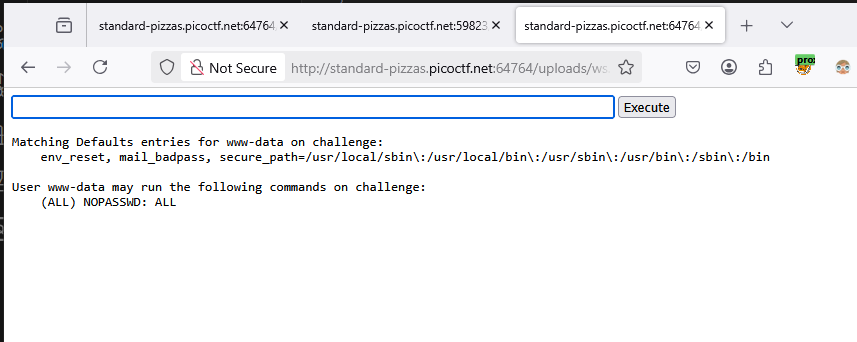 standard-pizzas.picoctf.net:64764
standard-pizzas.picoctf.net:59823
standard-pizzas.picoctf.net:64764
Not Secure
http://standard-pizzas.picoctf.net:64764/uploads/ws
pro
Execute
Matching Defaults entries for www-data on challenge:
env_reset, mail_badpass, secure_path=/usr/local/sbin\:/usr/local/bin\:/usr/sbin\:/usr/bin\:/sbin\:/bin
User www-data may run the following commands on challenge:
(ALL) NOPASSWD: ALL